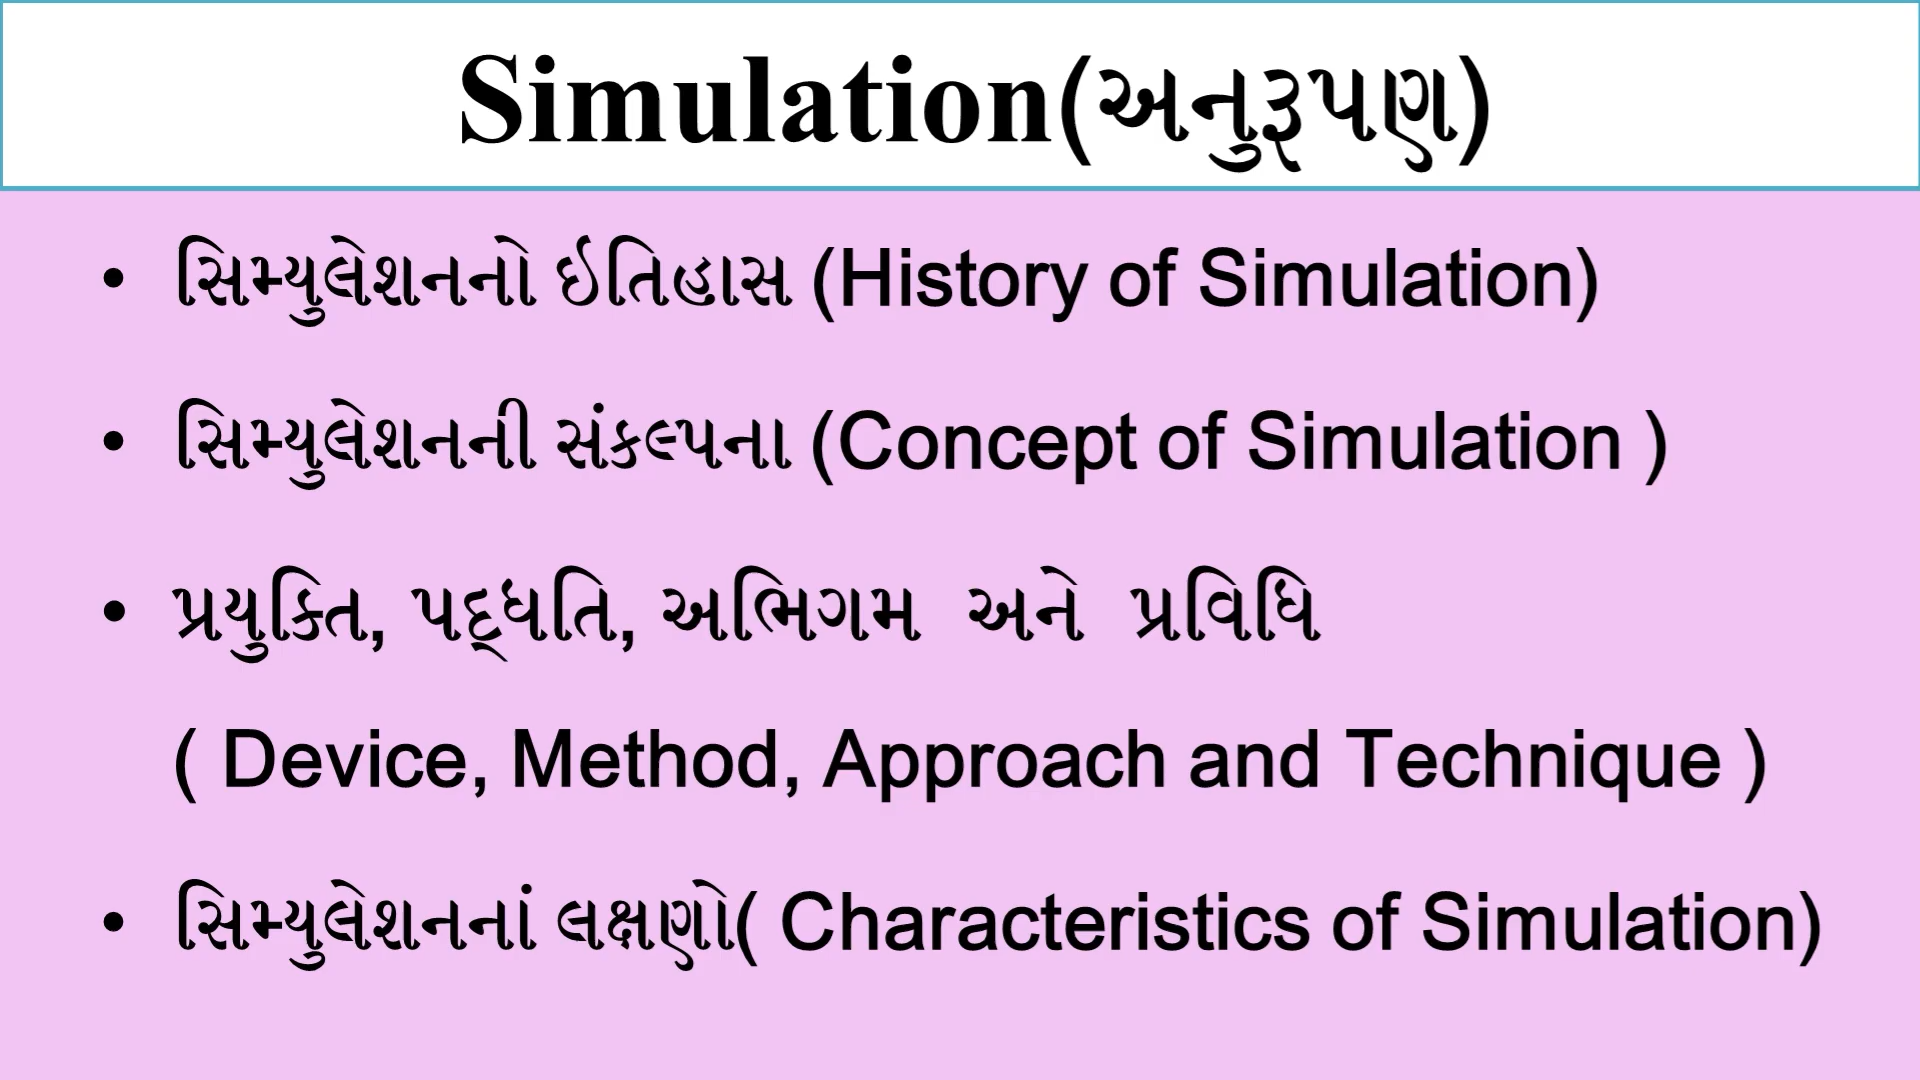 Simulation(અનુરૂપણ)
• સિમ્યુલેશનનો ઈતિહાસ (History of Simulation)
• સિમ્યુલેશનની સંકલ્પના (Concept of Simulation )
• પ્રયુક્તિ, પદ્ધતિ, અભિગમ અને પ્રવિધિ
( Device, Method, Approach and Technique )
• સિમ્યુલેશનનાં લક્ષણો( Characteristics of Simulation)